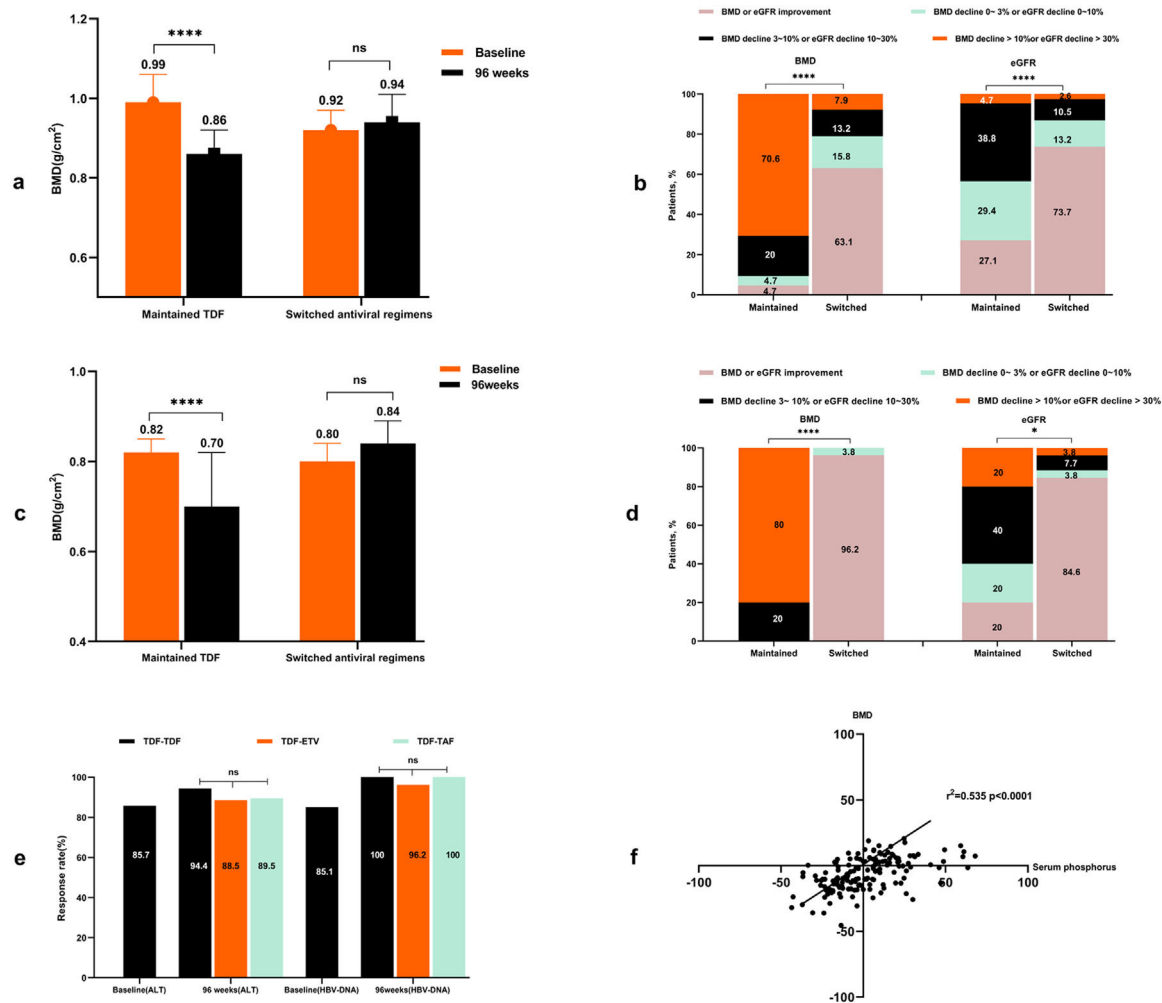 a
BMD(g/cm²)
1.2
1.0
0.8
0.6
****
0.99
0.86
ns
0.92
0.94
Baseline
96 weeks
Maintained TDF
Switched antiviral regimens
b
BMD or eGFR improvement
BMD decline 0~ 3% or eGFR decline 0~10%
BMD decline 3~10% or eGFR decline 10~30%
BMD decline > 10%or eGFR decline > 30%
BMD
eGFR
****
****
Patients, %
100
80
60
40
20
0
70.6
20
4.7
4.7
7.9
13.2
15.8
63.1
4.7
38.8
29.4
27.1
2.6
10.5
13.2
73.7
Maintained
Switched
Maintained
Switched
c
BMD(g/cm²)
1.0
0.8
0.6
0.4
****
0.82
0.70
ns
0.80
0.84
Baseline
96weeks
Maintained TDF
Switched antiviral regimens
d
BMD or eGFR improvement
BMD decline 0~ 3% or eGFR decline 0~10%
BMD decline 3~ 10% or eGFR decline 10~30%
BMD decline > 10%or eGFR decline > 30%
BMD
eGFR
****
*
Patients, %
100
80
60
40
20
0
80
20
3.8
96.2
20
40
20
20
3.8
7.7
3.8
84.6
Maintained
Switched
Maintained
Switched
e
TDF-TDF
TDF-ETV
TDF-TAF
Response rate(%)
100
80
60
40
20
0
ns
ns
85.7
94.4
88.5
89.5
85.1
100
96.2
100
Baseline(ALT)
96 weeks(ALT)
Baseline(HBV-DNA)
96weeks(HBV-DNA)
f
BMD
100
50
r²=0.535 p<0.0001
Serum phosphorus
-100
-50
60
100
-50
-100